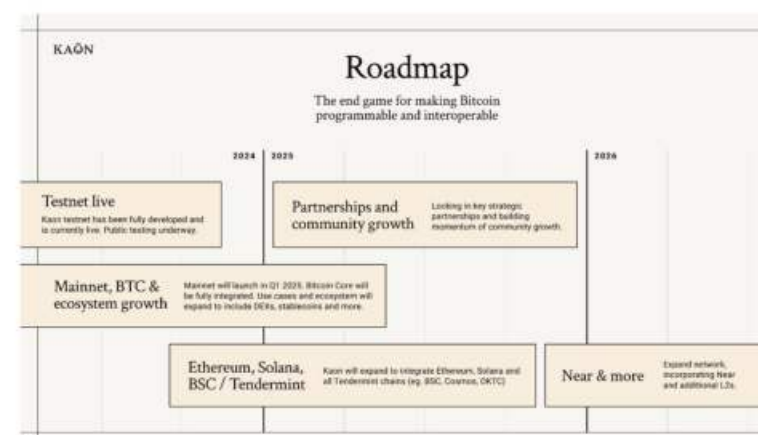 KAŌN
Roadmap
The end game for making Bitcoin
programmable and interoperable
2024
2025
2026
Testnet live
Kaon testnet has been fully developed and
is currently live. Public testing underway.
Partnerships and
community growth
Locking in key strategic
partnerships and building
momentum of community growth.
Mainnet, BTC &
ecosystem growth
Mainnet will launch in Q1 2025. Bitcoin Core will
be fully integrated. Use cases and ecosystem will
expand to include DEXs, stablecoins and more.
Ethereum, Solana,
BSC / Tendermint
Kaon will expand to integrate Ethereum, Solana and
all Tendermint chains (eg. BSC, Cosmos, OKTC)
Near & more
Expand network,
incorporating Near
and additional L2s.